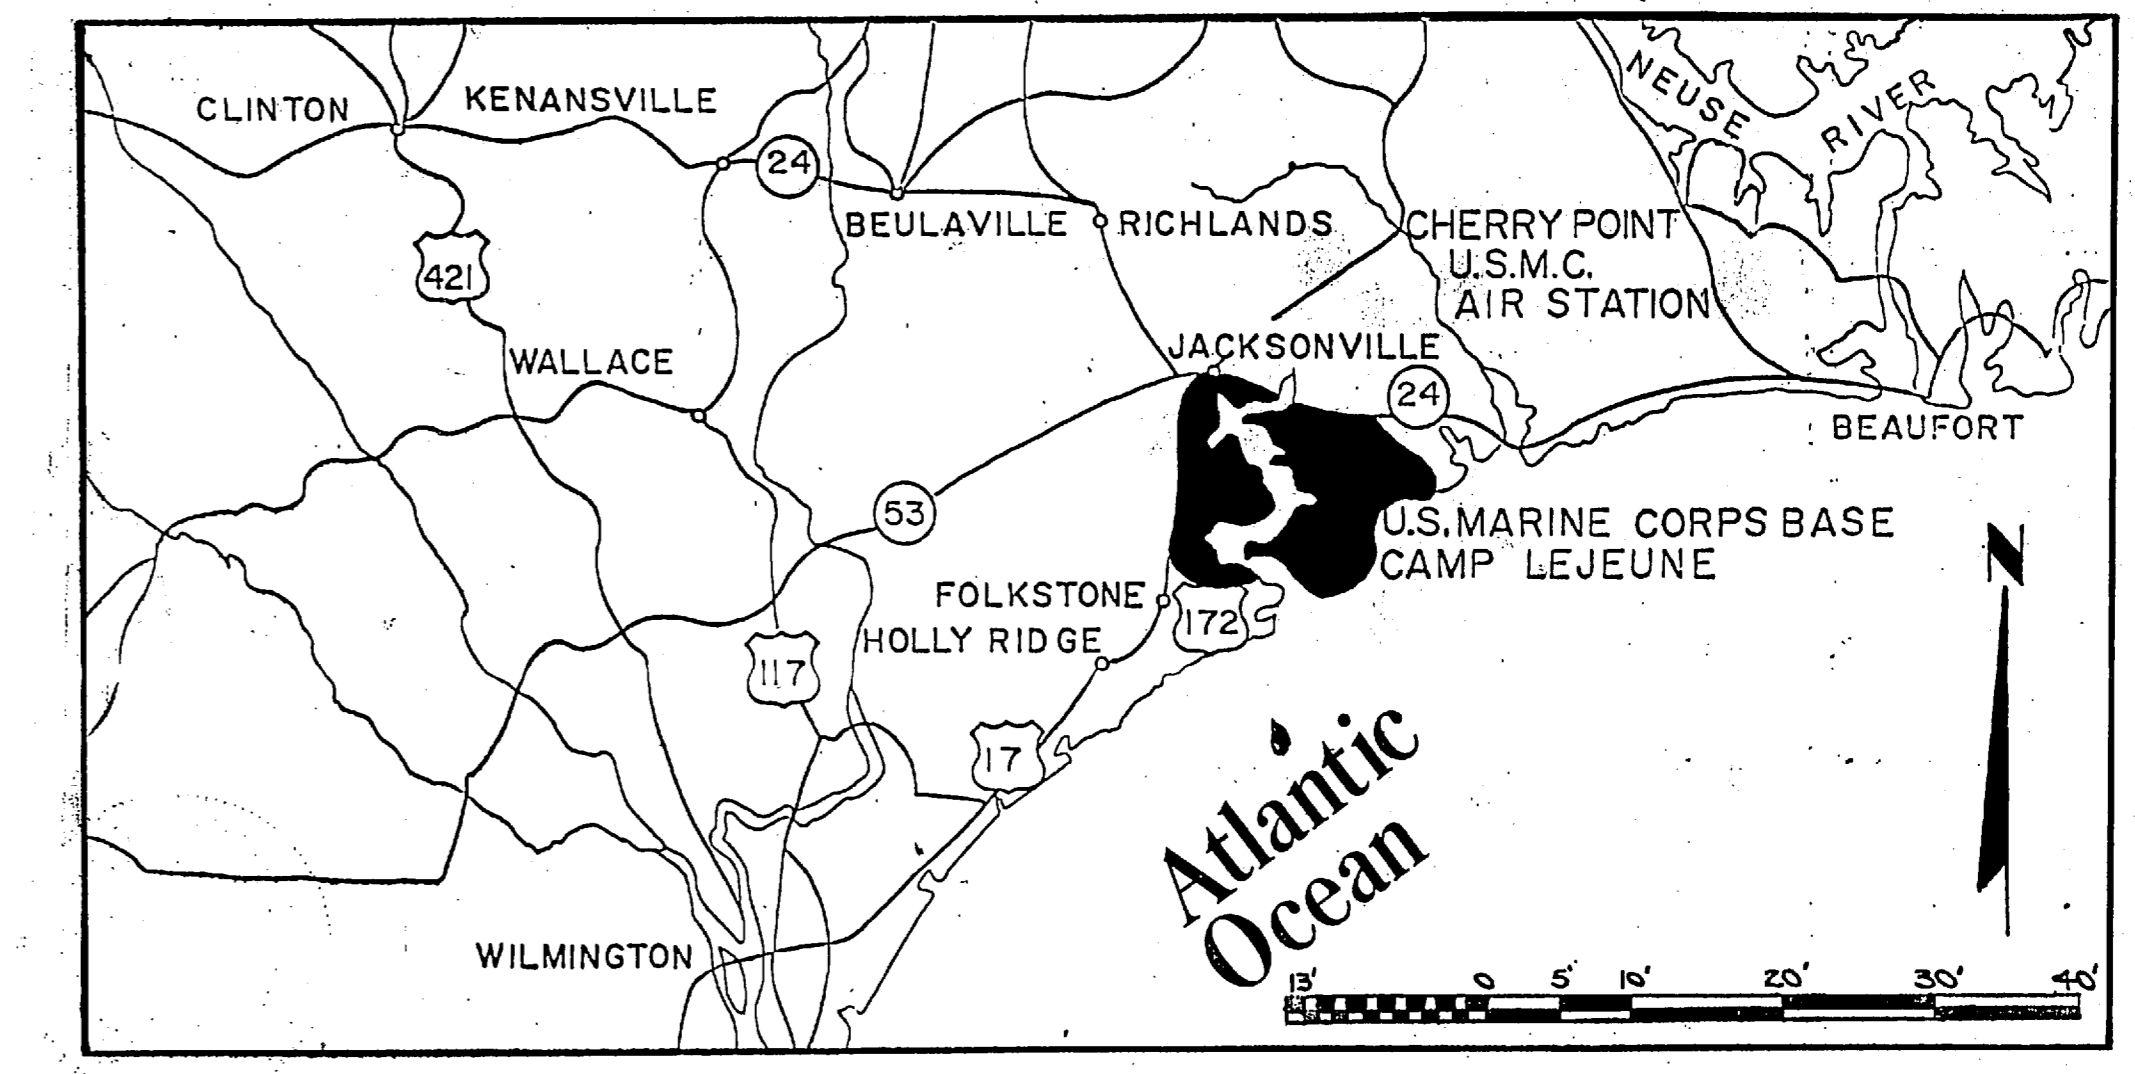 NEUSE RIVER
CLINTON
KENANSVILLE
24
BEULAVILLE
RICHLANDS
CHERRY POINT
U.S.M.C.
AIR STATION
421
WALLACE
JACKSONVILLE
24
BEAUFORT
53
U.S. MARINE CORPS BASE
CAMP LEJEUNE
N
FOLKSTONE
172
HOLLY RIDGE
117
17
Atlantic
Ocean
WILMINGTON
13' 0 5' 10' 20' 30' 40'